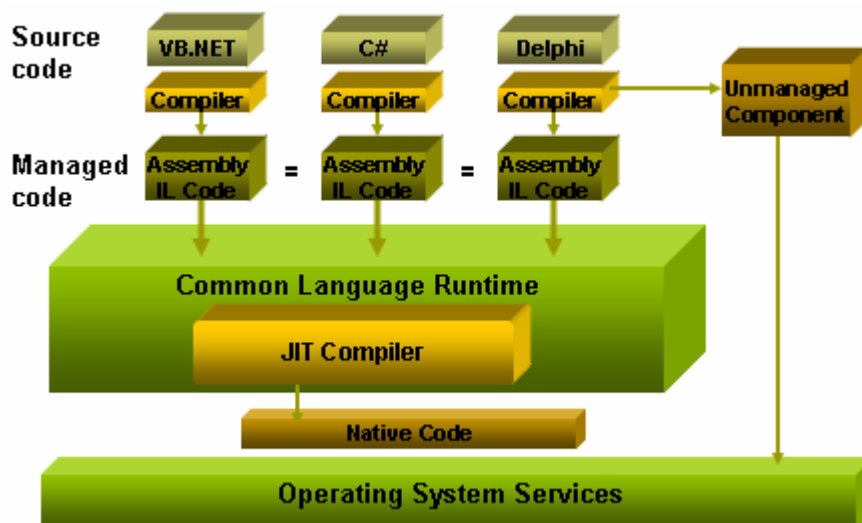 Source
code
VB.NET
C#
Delphi
Compiler
Compiler
Compiler
Unmanaged
Component
Managed
code
Assembly
IL Code
=
Assembly
IL Code
=
Assembly
IL Code
Common Language Runtime
JIT Compiler
Native Code
Operating System Services